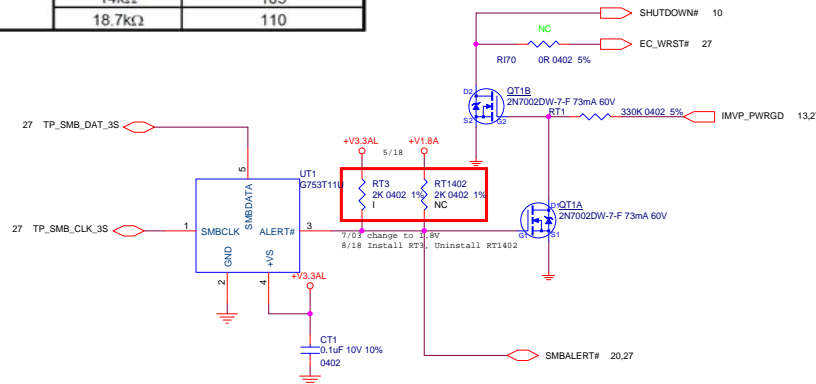 18.7kΩ 110
SHUTDOWN# 10
NC
EC_WRST# 27
RI70 0R 0402 5%
D2
QT1B
2N7002DW-7-F 73mA 60V
S2 G2
RT1
330K 0402 5%
IMVP_PWRGD 13,2
27 TP_SMB_DAT_3S
+V3.3AL
5/18
+V1.8A
5
UT1
G753T11U
RT3
2K 0402 1%
I
RT1402
2K 0402 1%
NC
SMBDATA
27 TP_SMB_CLK_3S
1
SMBCLK
ALERT#
3
GND
+VS
2
4
7/03 change to 1.8V
8/18 Install RT3, Uninstall RT1402
D1
QT1A
2N7002DW-7-F 73mA 60V
G1 S1
+V3.3AL
CT1
0.1uF 10V 10%
0402
SMBALERT# 20,27